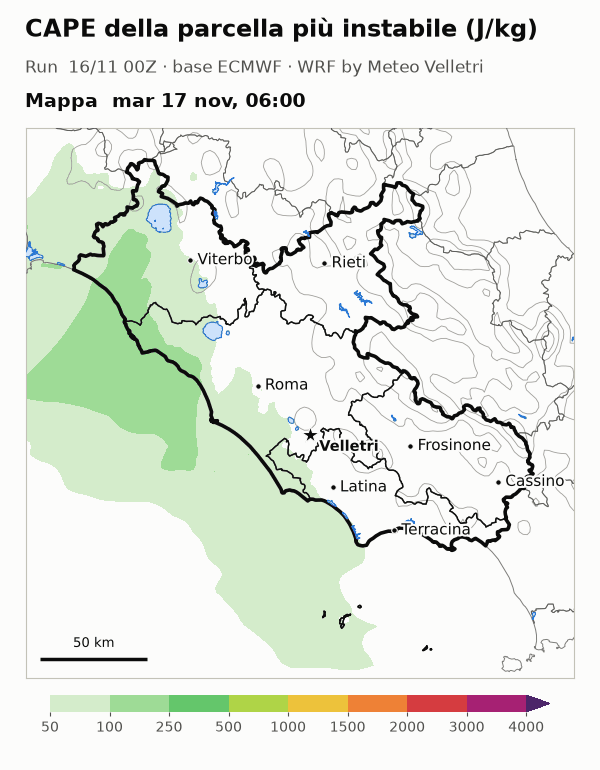 CAPE della parcella più instabile (J/kg)
Run  16/11 00Z · base ECMWF · WRF by Meteo Velletri
Mappa  mar 17 nov, 06:00
Viterbo
Rieti
Roma
Velletri
Frosinone
Cassino
Latina
Terracina
50 km
50 100 250 500 1000 1500 2000 3000 4000